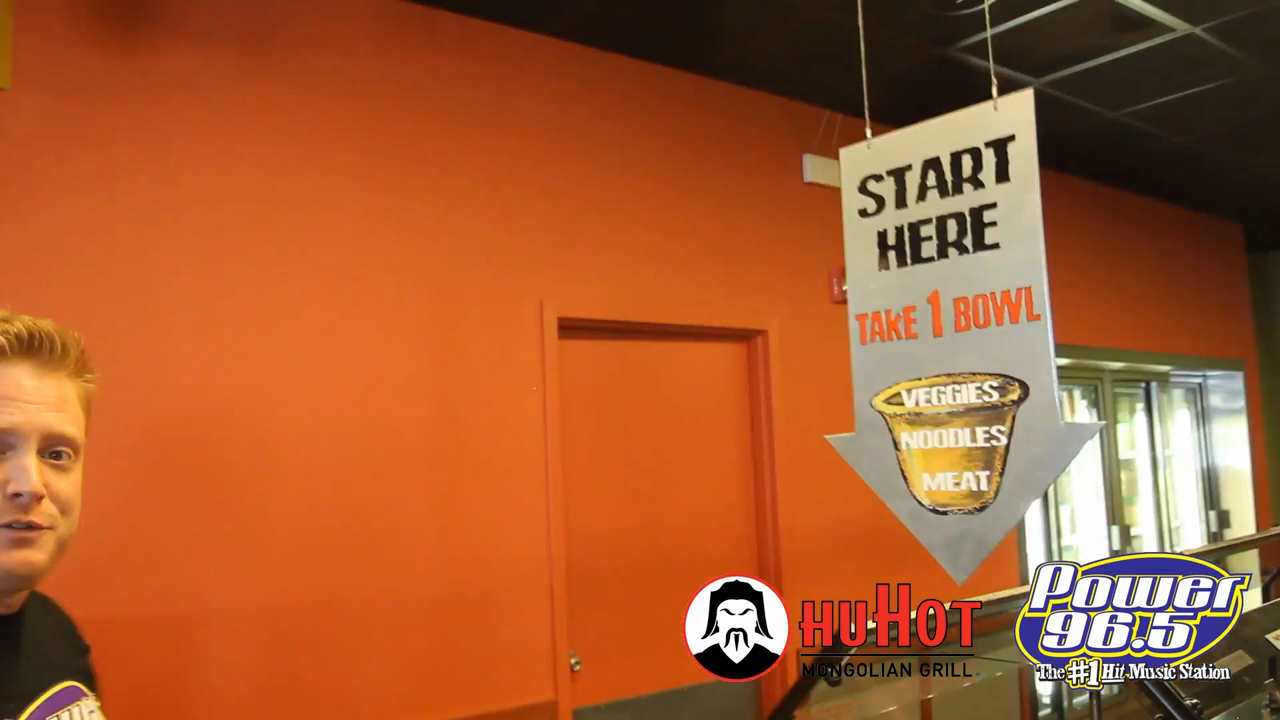 START
HERE
TAKE 1 BOWL
VEGGIES
NOODLES
MEAT
HUHOT
MONGOLIAN GRILL
Power
96.5
The #1 Hit Music Station